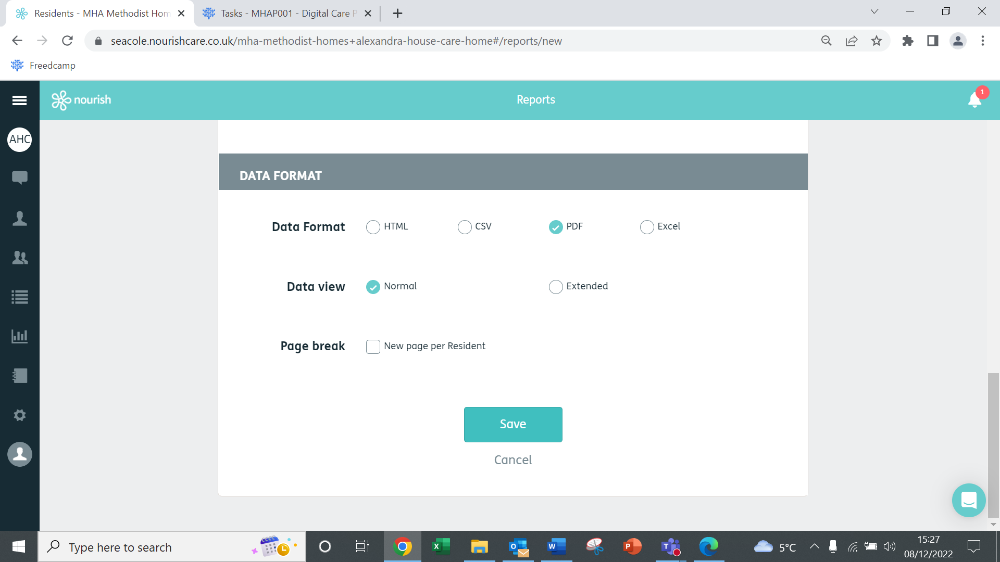 Residents - MHA Methodist Hom
Tasks - MHAP001 - Digital Care P
seacole.nourishcare.co.uk/mha-methodist-homes+alexandra-house-care-home#/reports/new
Freedcamp
nourish
Reports
1
AHC
DATA FORMAT
Data Format
HTML
CSV
PDF
Excel
Data view
Normal
Extended
Page break
New page per Resident
Save
Cancel
Type here to search
5°C
15:27
08/12/2022